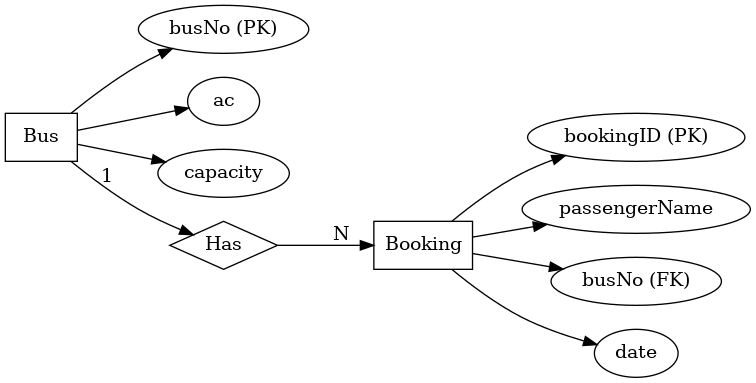 busNo (PK)
ac
Bus
capacity
1
Has
N
Booking
bookingID (PK)
passengerName
busNo (FK)
date